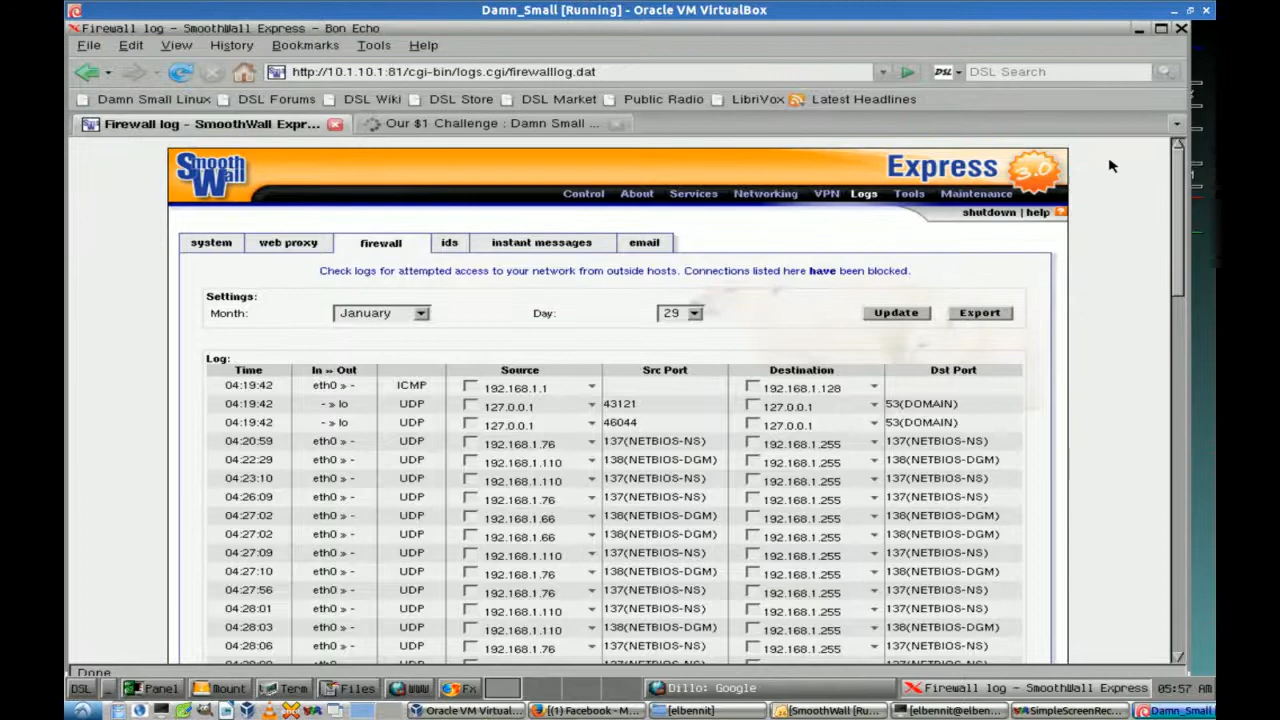 Damn_Small [Running] - Oracle VM VirtualBox
Firewall log - SmoothWall Express - Bon Echo
File Edit View History Bookmarks Tools Help
http://10.1.10.1:81/cgi-bin/logs.cgi/firewalllog.dat DSL DSL Search
Damn Small Linux DSL Forums DSL Wiki DSL Store DSL Market Public Radio LibriVox Latest Headlines
Firewall log - SmoothWall Expr... Our $1 Challenge : Damn Small ...
Smooth Wall Express 3.0
Control About Services Networking VPN Logs Tools Maintenance
shutdown | help ?
system web proxy firewall ids instant messages email
Check logs for attempted access to your network from outside hosts. Connections listed here have been blocked.
Settings:
Month: January Day: 29 Update Export
Log:
Time In » Out Source Src Port Destination Dst Port
04:19:42 eth0 » - ICMP 192.168.1.1 192.168.1.128
04:19:42 - » lo UDP 127.0.0.1 43121 127.0.0.1 53(DOMAIN)
04:19:42 - » lo UDP 127.0.0.1 46044 127.0.0.1 53(DOMAIN)
04:20:59 eth0 » - UDP 192.168.1.76 137(NETBIOS-NS) 192.168.1.255 137(NETBIOS-NS)
04:22:29 eth0 » - UDP 192.168.1.110 138(NETBIOS-DGM) 192.168.1.255 138(NETBIOS-DGM)
04:23:10 eth0 » - UDP 192.168.1.110 137(NETBIOS-NS) 192.168.1.255 137(NETBIOS-NS)
04:26:09 eth0 » - UDP 192.168.1.76 137(NETBIOS-NS) 192.168.1.255 137(NETBIOS-NS)
04:27:02 eth0 » - UDP 192.168.1.66 138(NETBIOS-DGM) 192.168.1.255 138(NETBIOS-DGM)
04:27:02 eth0 » - UDP 192.168.1.66 138(NETBIOS-DGM) 192.168.1.255 138(NETBIOS-DGM)
04:27:09 eth0 » - UDP 192.168.1.110 137(NETBIOS-NS) 192.168.1.255 137(NETBIOS-NS)
04:27:10 eth0 » - UDP 192.168.1.76 138(NETBIOS-DGM) 192.168.1.255 138(NETBIOS-DGM)
04:27:56 eth0 » - UDP 192.168.1.76 137(NETBIOS-NS) 192.168.1.255 137(NETBIOS-NS)
04:28:01 eth0 » - UDP 192.168.1.110 137(NETBIOS-NS) 192.168.1.255 137(NETBIOS-NS)
04:28:03 eth0 » - UDP 192.168.1.110 138(NETBIOS-DGM) 192.168.1.255 138(NETBIOS-DGM)
04:28:06 eth0 » - UDP 192.168.1.76 137(NETBIOS-NS) 192.168.1.255 137(NETBIOS-NS)
Done
DSL Panel Mount Term Files WWW Fx Dillo: Google Firewall log - SmoothWall Express 05:57 AM
Oracle VM Virtual... [(1) Facebook - M... [elbennit] [SmoothWall [Ru... elbennit@elbenn... SimpleScreenRec... Damn_Small